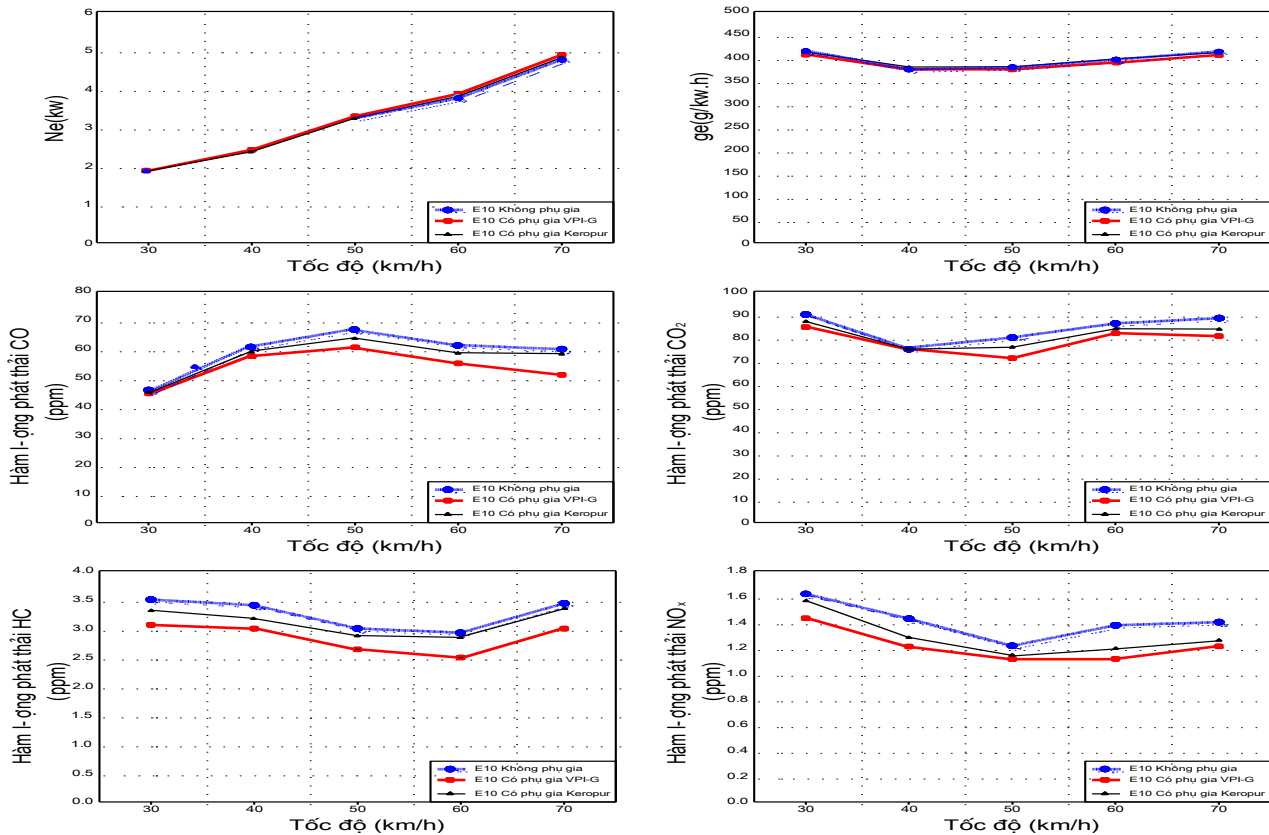 Ne(kw)
6
5
4
3
2
1
0
30 40 50 60 70
Tốc độ (km/h)
E10 Không phụ gia
E10 Có phụ gia VPI-G
E10 Có phụ gia Keropur
ge(g/kw.h)
500
450
400
350
300
250
200
150
100
50
0
30 40 50 60 70
Tốc độ (km/h)
E10 Không phụ gia
E10 Có phụ gia VPI-G
E10 Có phụ gia Keropur
Hàm l-ợng phát thải CO
(ppm)
80
70
60
50
40
30
20
10
0
30 40 50 60 70
Tốc độ (km/h)
E10 Không phụ gia
E10 Có phụ gia VPI-G
E10 Có phụ gia Keropur
Hàm l-ợng phát thải CO₂
(ppm)
100
90
80
70
60
50
40
30
20
10
0
30 40 50 60 70
Tốc độ (km/h)
E10 Không phụ gia
E10 Có phụ gia VPI-G
E10 Có phụ gia Keropur
Hàm l-ợng phát thải HC
(ppm)
4.0
3.5
3.0
2.5
2.0
1.5
1.0
0.5
0.0
30 40 50 60 70
Tốc độ (km/h)
E10 Không phụ gia
E10 Có phụ gia VPI-G
E10 Có phụ gia Keropur
Hàm l-ợng phát thải NOₓ
(ppm)
1.8
1.6
1.4
1.2
1.0
0.8
0.6
0.4
0.2
0.0
30 40 50 60 70
Tốc độ (km/h)
E10 Không phụ gia
E10 Có phụ gia VPI-G
E10 Có phụ gia Keropur